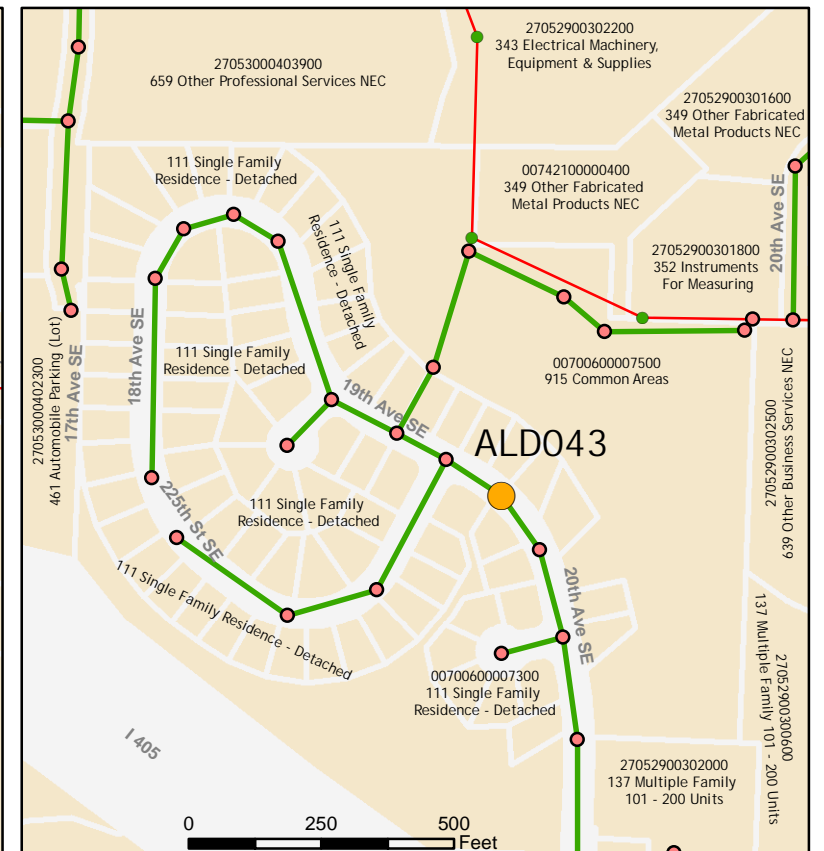 27052900302200
343 Electrical Machinery,
Equipment & Supplies
27053000403900
659 Other Professional Services NEC
27052900301600
349 Other Fabricated
Metal Products NEC
111 Single Family
Residence - Detached
00742100000400
349 Other Fabricated
Metal Products NEC
20th Ave SE
111 Single Family
Residence - Detached
27052900301800
352 Instruments
For Measuring
18th Ave SE
111 Single Family
Residence - Detached
27053000402300
461 Automobile Parking (Lot)
17th Ave SE
00700600007500
915 Common Areas
19th Ave SE
27052900302500
639 Other Business Services NEC
ALD043
225th St SE
111 Single Family
Residence - Detached
111 Single Family Residence - Detached
20th Ave SE
00700600007300
111 Single Family
Residence - Detached
27052900300600
137 Multiple Family 101 - 200 Units
I 405
27052900302000
137 Multiple Family
101 - 200 Units
0 250 500
Feet